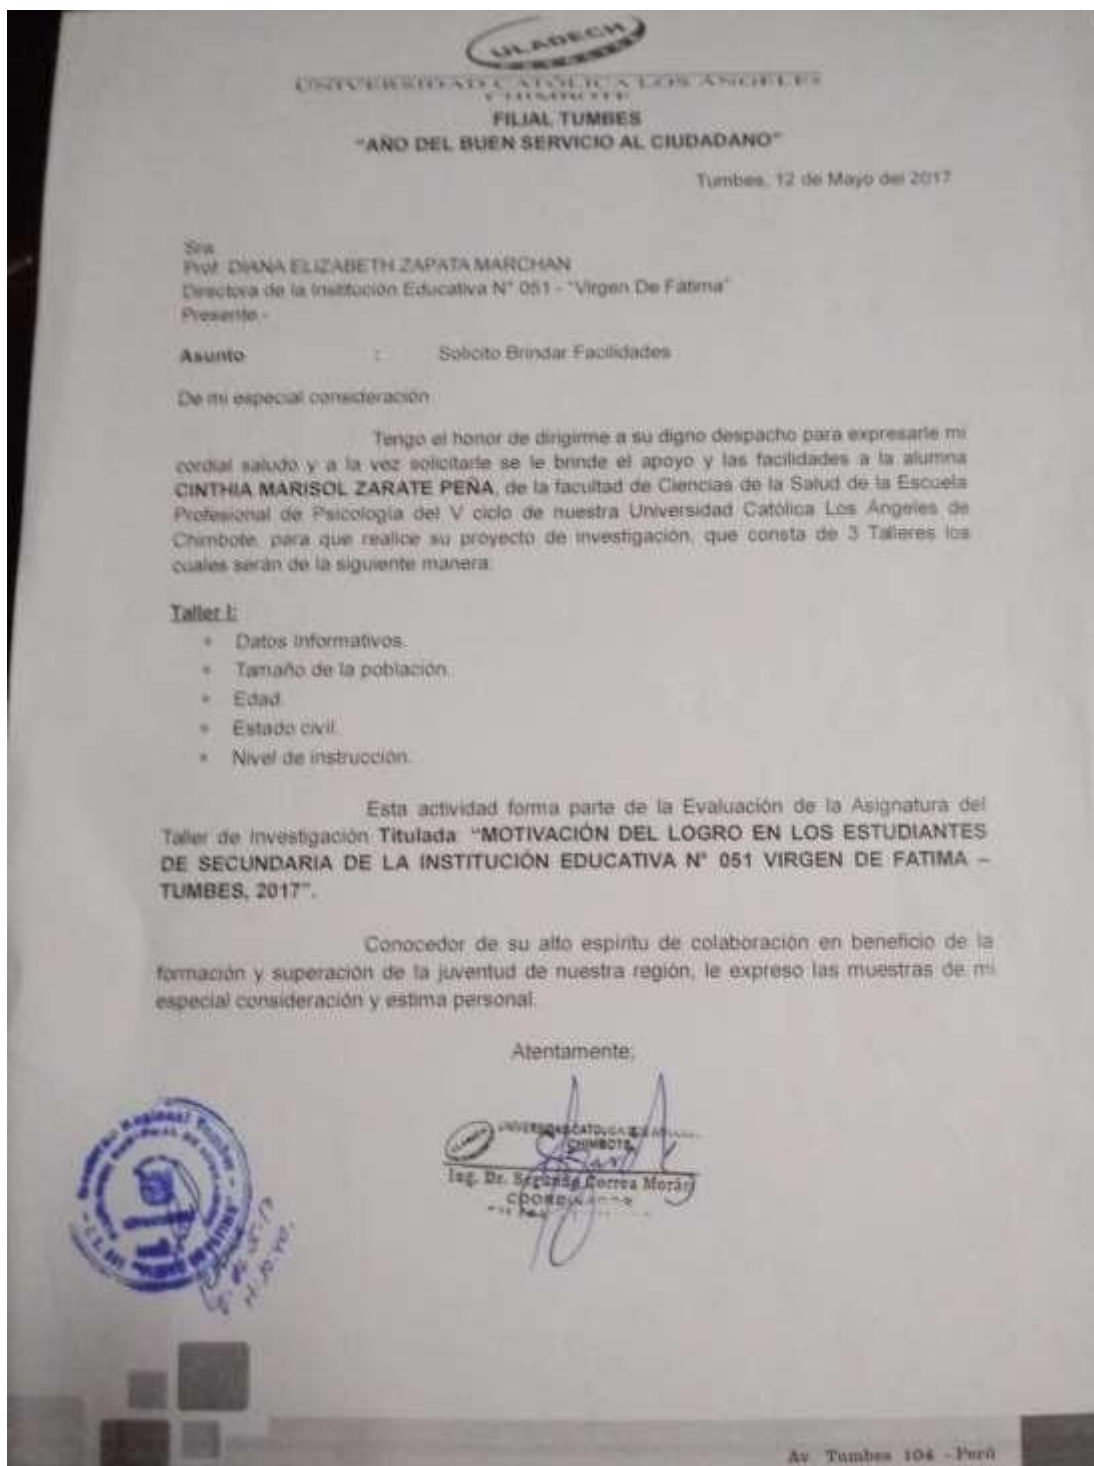 ULADECH
UNIVERSIDAD CATÓLICA LOS ÁNGELES
CHIMBOTE
FILIAL TUMBES
"AÑO DEL BUEN SERVICIO AL CIUDADANO"
Tumbes, 12 de Mayo del 2017
Sra.
Prof. DIANA ELIZABETH ZAPATA MARCHAN
Directora de la Institución Educativa N° 051 - "Virgen De Fátima"
Presente.-
Asunto : Solicito Brindar Facilidades
De mi especial consideración
Tengo el honor de dirigirme a su digno despacho para expresarle mi
cordial saludo y a la vez solicitarle se le brinde el apoyo y las facilidades a la alumna
CINTHIA MARISOL ZARATE PEÑA, de la facultad de Ciencias de la Salud de la Escuela
Profesional de Psicología del V ciclo de nuestra Universidad Católica Los Ángeles de
Chimbote, para que realice su proyecto de investigación, que consta de 3 Talleres los
cuales serán de la siguiente manera:
Taller I:
• Datos Informativos.
• Tamaño de la población.
• Edad.
• Estado civil.
• Nivel de instrucción.
Esta actividad forma parte de la Evaluación de la Asignatura del
Taller de Investigación Titulada: "MOTIVACIÓN DEL LOGRO EN LOS ESTUDIANTES
DE SECUNDARIA DE LA INSTITUCIÓN EDUCATIVA N° 051 VIRGEN DE FATIMA –
TUMBES, 2017".
Conocedor de su alto espíritu de colaboración en beneficio de la
formación y superación de la juventud de nuestra región, le expreso las muestras de mi
especial consideración y estima personal.
Atentamente,
UNIVERSIDAD CATOLICA
CHIMBOTE
Ing. Dr. Segundo Correa Morán
COORDINADOR
Regional Tumbes
Av. Tumbes 104 - Perú